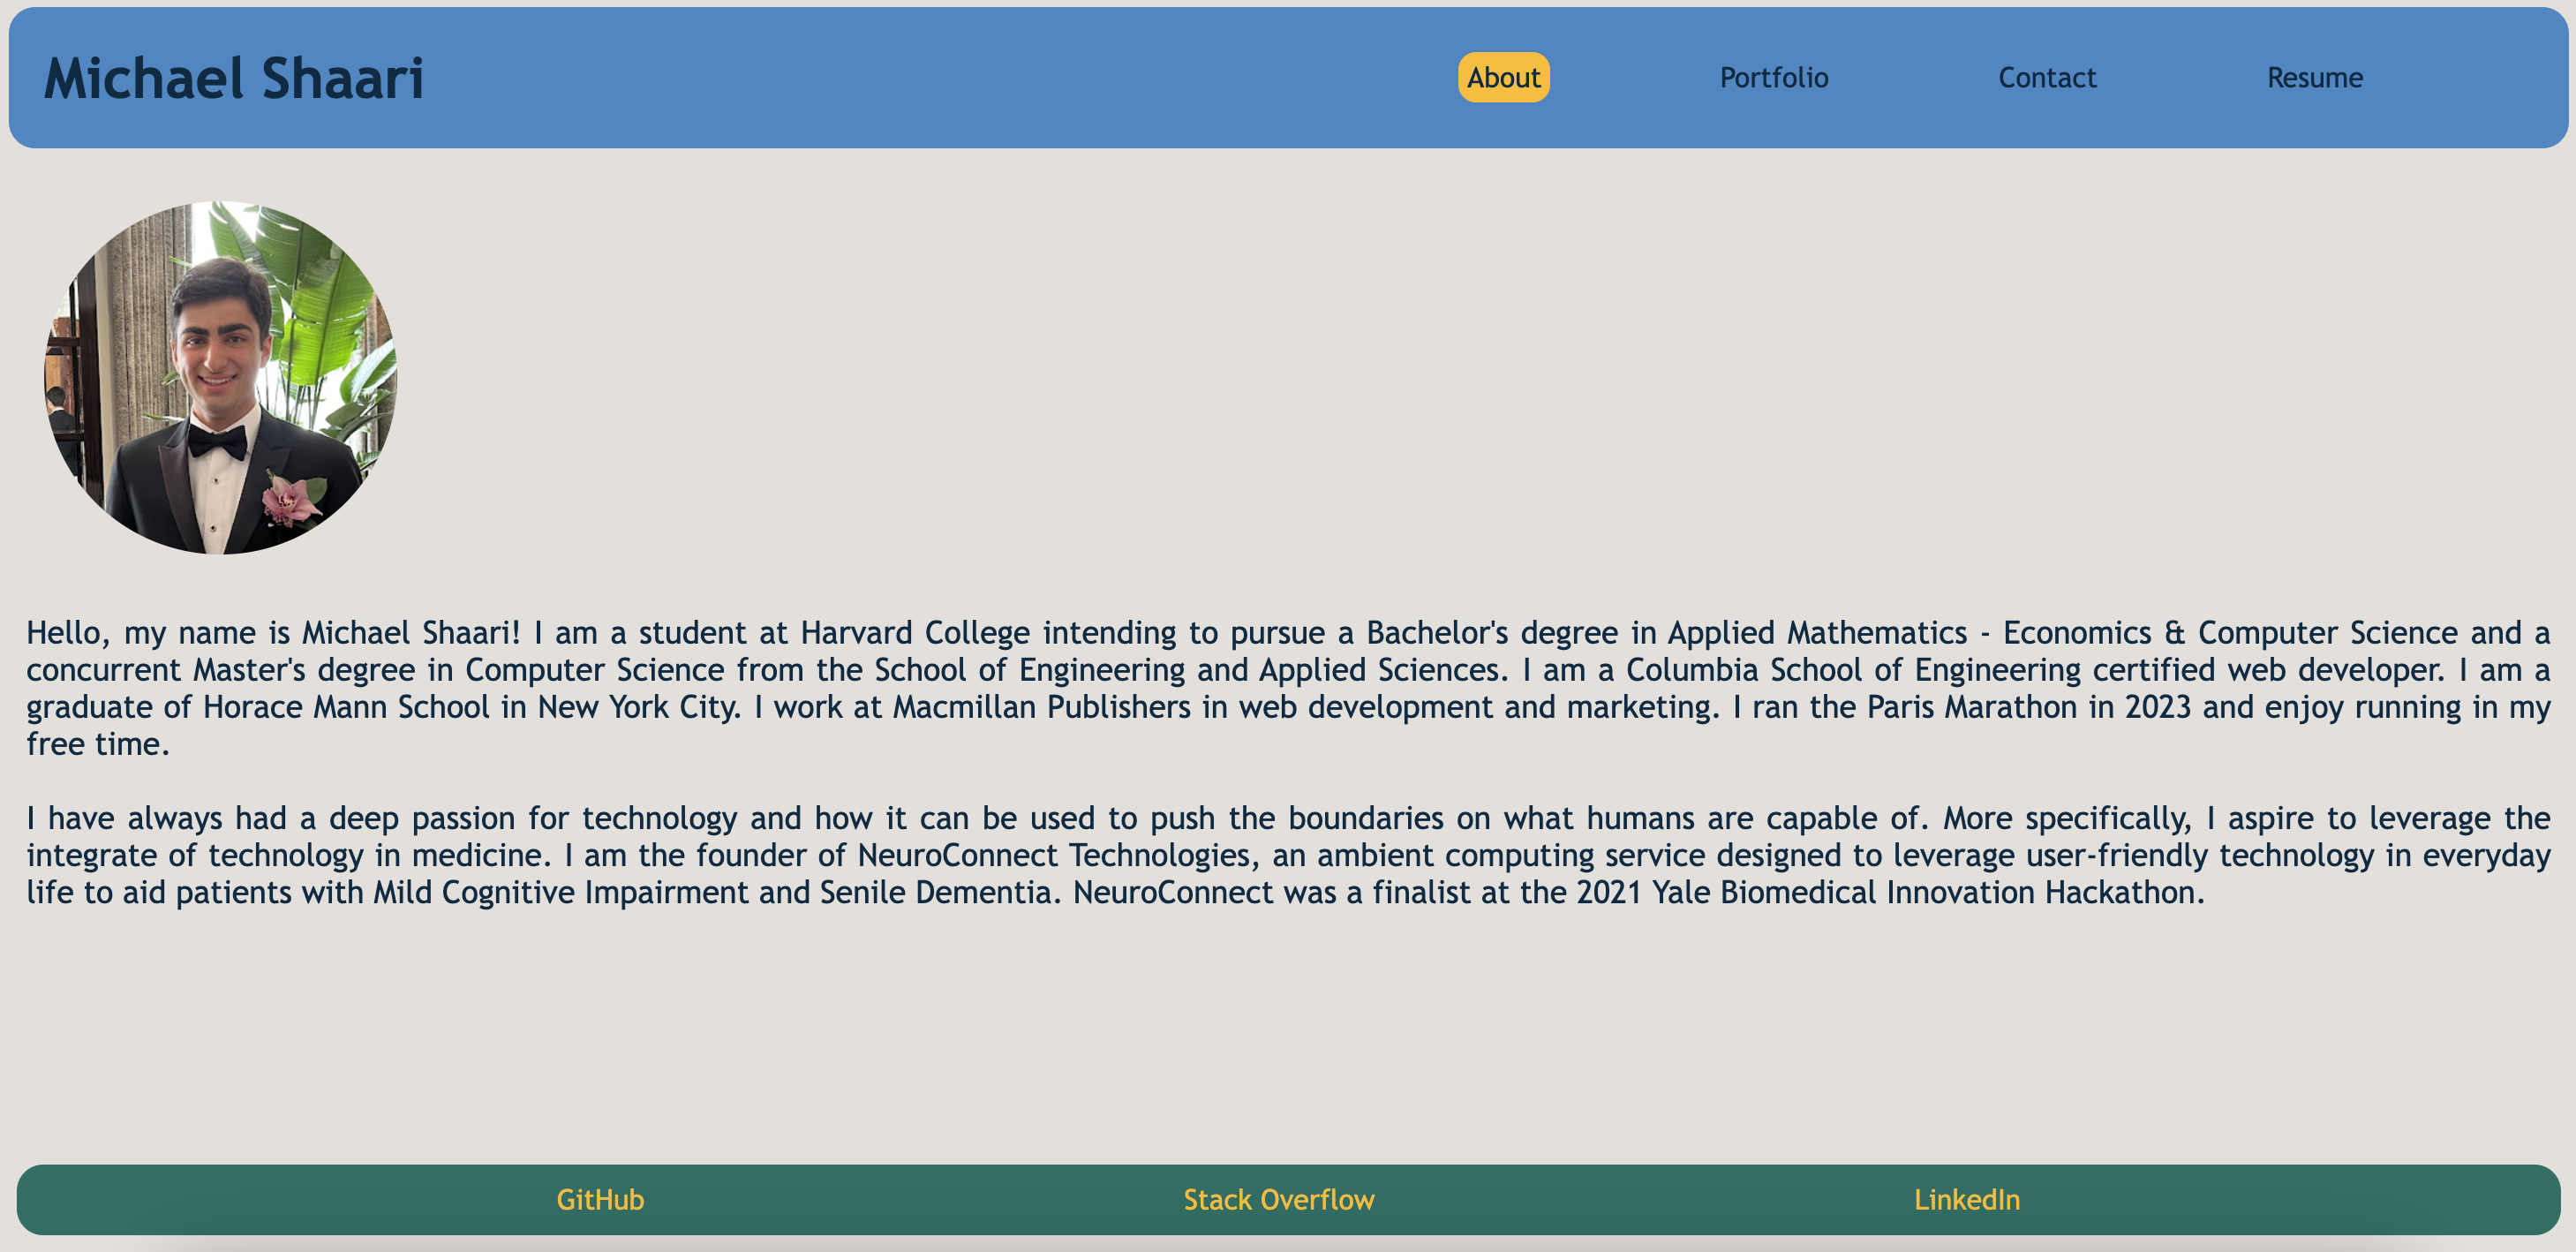 Michael Shaari
About
Portfolio
Contact
Resume
Hello, my name is Michael Shaari! I am a student at Harvard College intending to pursue a Bachelor's degree in Applied Mathematics - Economics & Computer Science and a
concurrent Master's degree in Computer Science from the School of Engineering and Applied Sciences. I am a Columbia School of Engineering certified web developer. I am a
graduate of Horace Mann School in New York City. I work at Macmillan Publishers in web development and marketing. I ran the Paris Marathon in 2023 and enjoy running in my
free time.
I have always had a deep passion for technology and how it can be used to push the boundaries on what humans are capable of. More specifically, I aspire to leverage the
integrate of technology in medicine. I am the founder of NeuroConnect Technologies, an ambient computing service designed to leverage user-friendly technology in everyday
life to aid patients with Mild Cognitive Impairment and Senile Dementia. NeuroConnect was a finalist at the 2021 Yale Biomedical Innovation Hackathon.
GitHub
Stack Overflow
LinkedIn